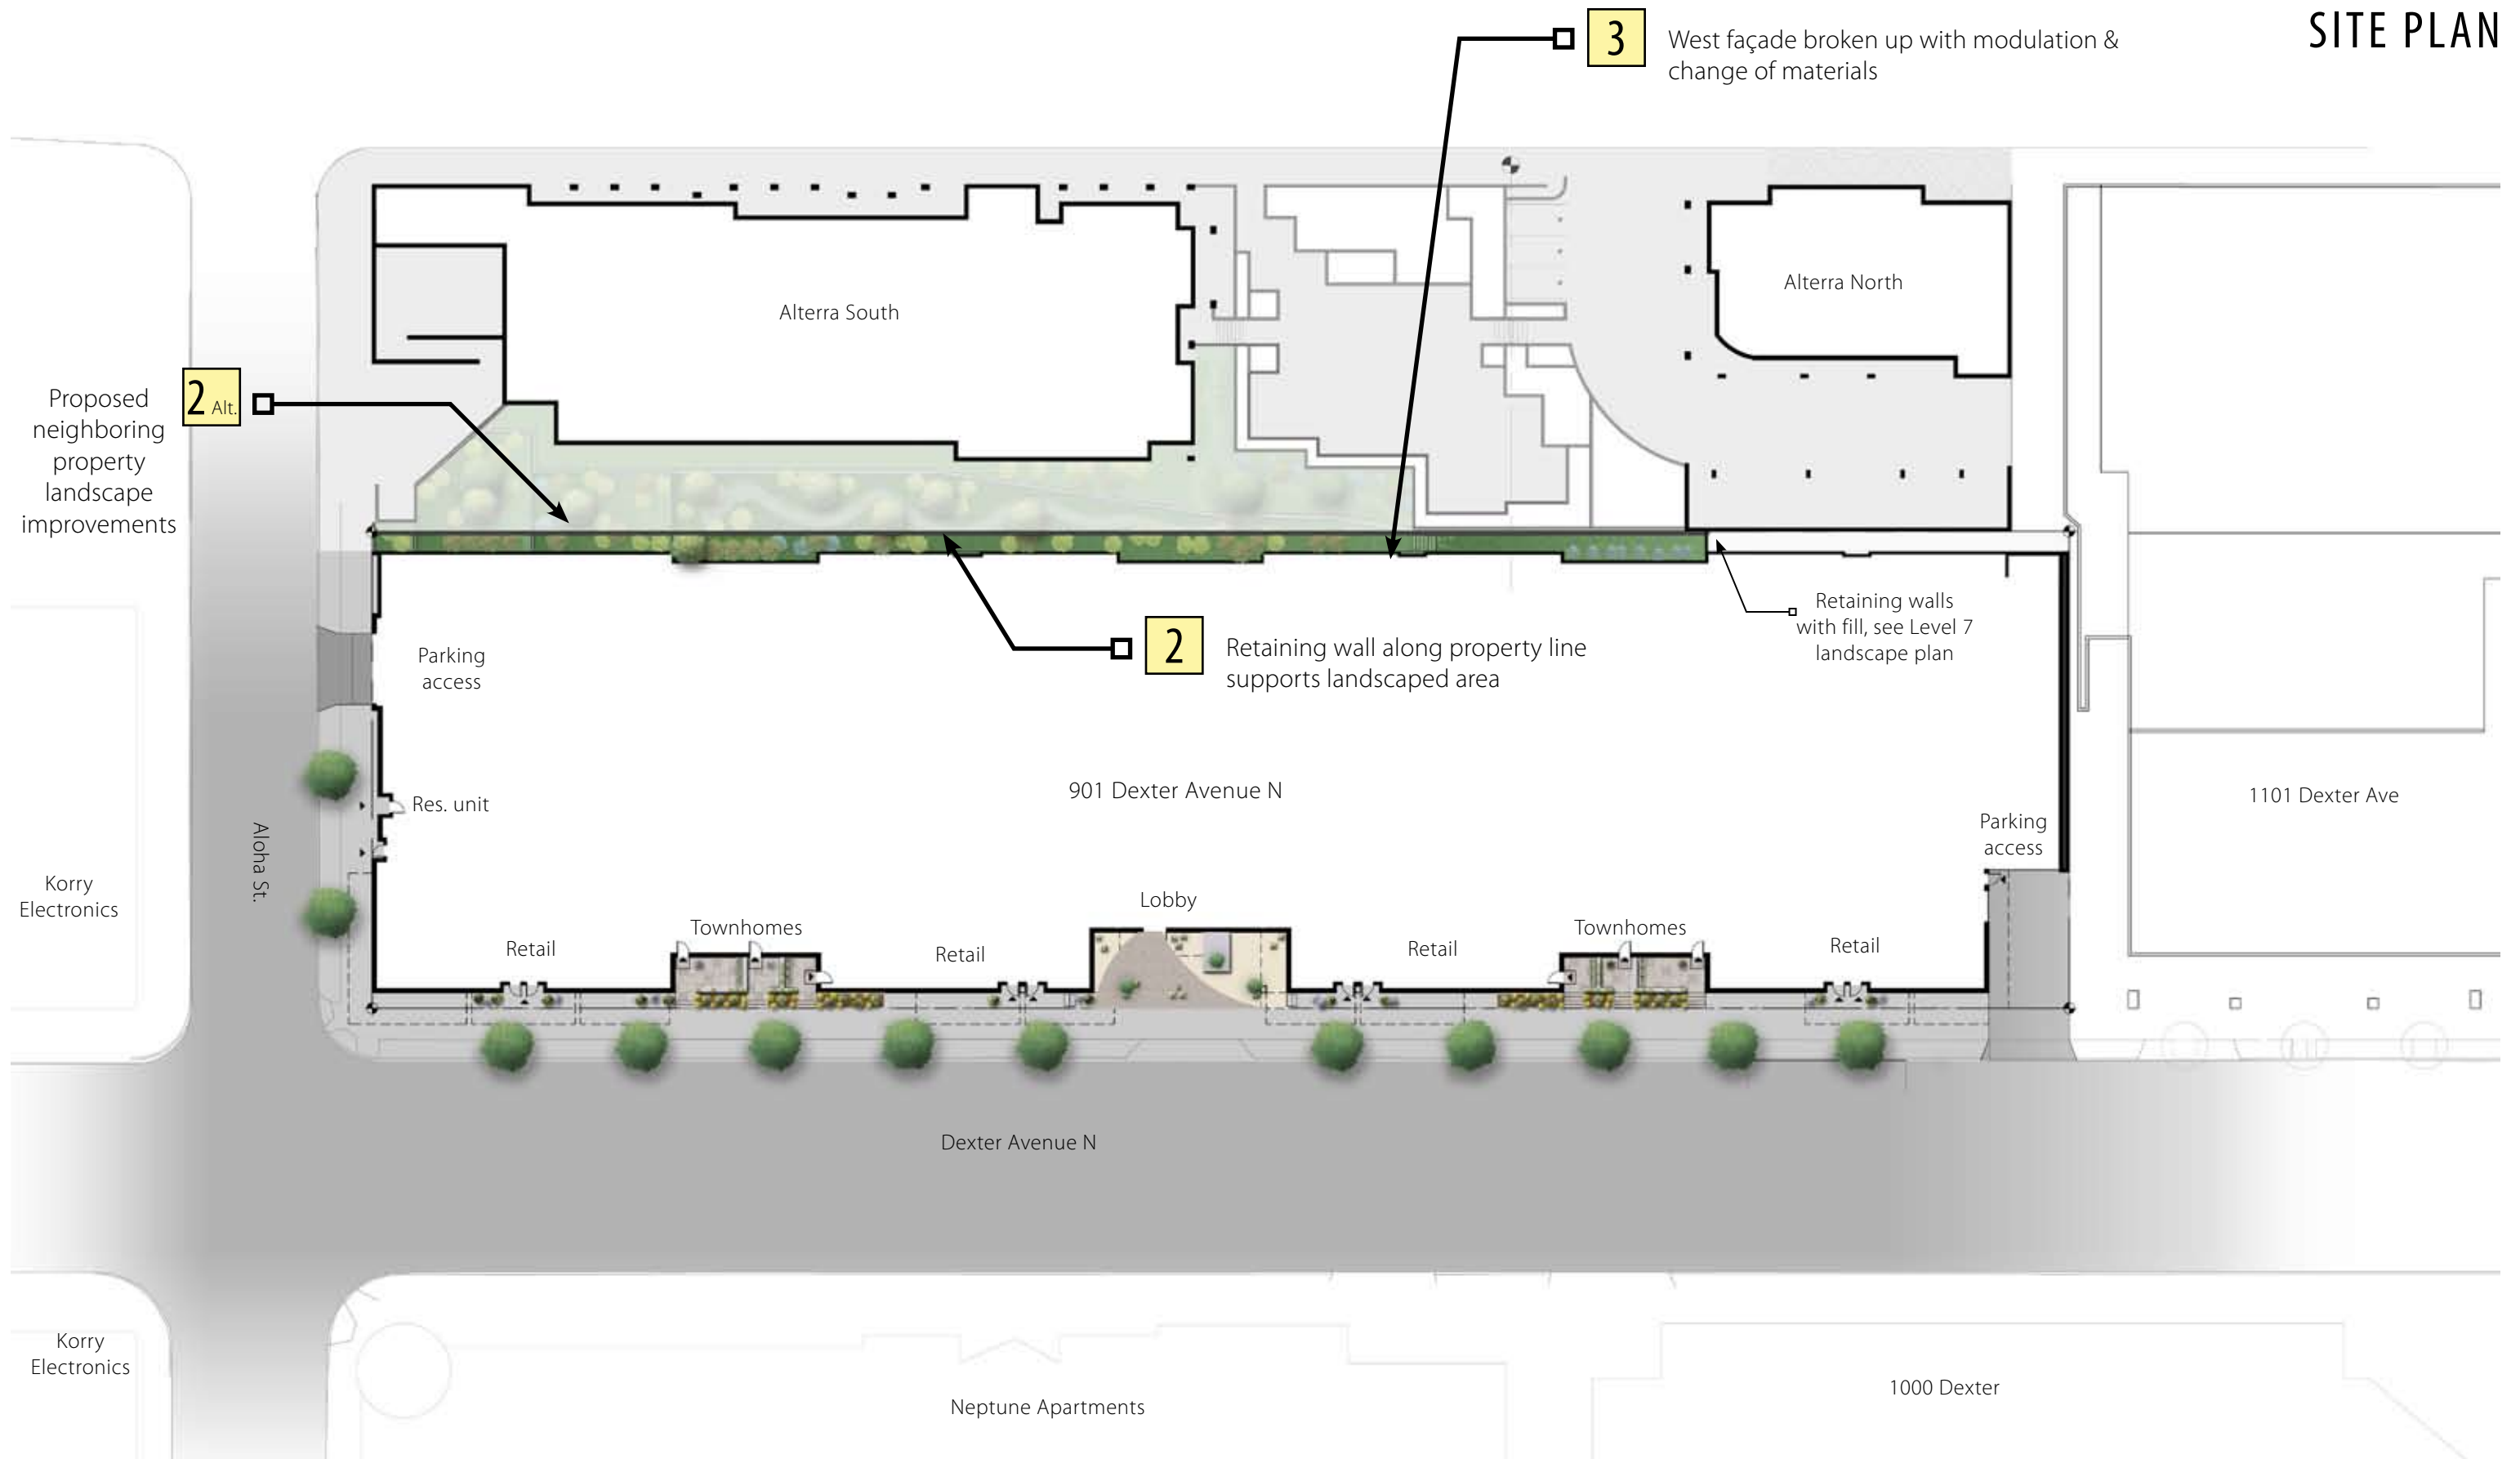 SITE PLAN
3
West façade broken up with modulation &
change of materials
Alterra South
Alterra North
2 Alt.
Proposed
neighboring
property
landscape
improvements
Retaining walls
with fill, see Level 7
landscape plan
2
Retaining wall along property line
supports landscaped area
Parking
access
901 Dexter Avenue N
1101 Dexter Ave
Res. unit
Parking
access
Aloha St.
Korry
Electronics
Lobby
Townhomes
Townhomes
Retail
Retail
Retail
Retail
Dexter Avenue N
Korry
Electronics
Neptune Apartments
1000 Dexter